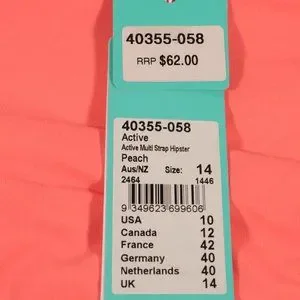 40355-058
RRP $62.00
40355-058
Active
Active Multi Strap Hipster
Peach
Aus/NZ Size: 14
2464 1446
9 349623 699606
USA 10
Canada 12
France 42
Germany 40
Netherlands 40
UK 14